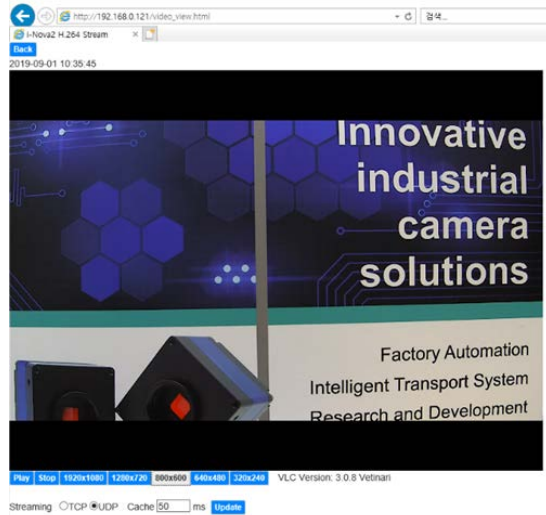 http://192.168.0.121/video_view.html
검색...
i-Nova2 H.264 Stream
Back
2019-09-01 10:35:45
Innovative
industrial
camera
solutions
Factory Automation
Intelligent Transport System
Research and Development
Play Stop 1920x1080 1280x720 800x600 640x480 320x240 VLC Version: 3.0.8 Vetinari
Streaming TCP UDP Cache 50 ms Update